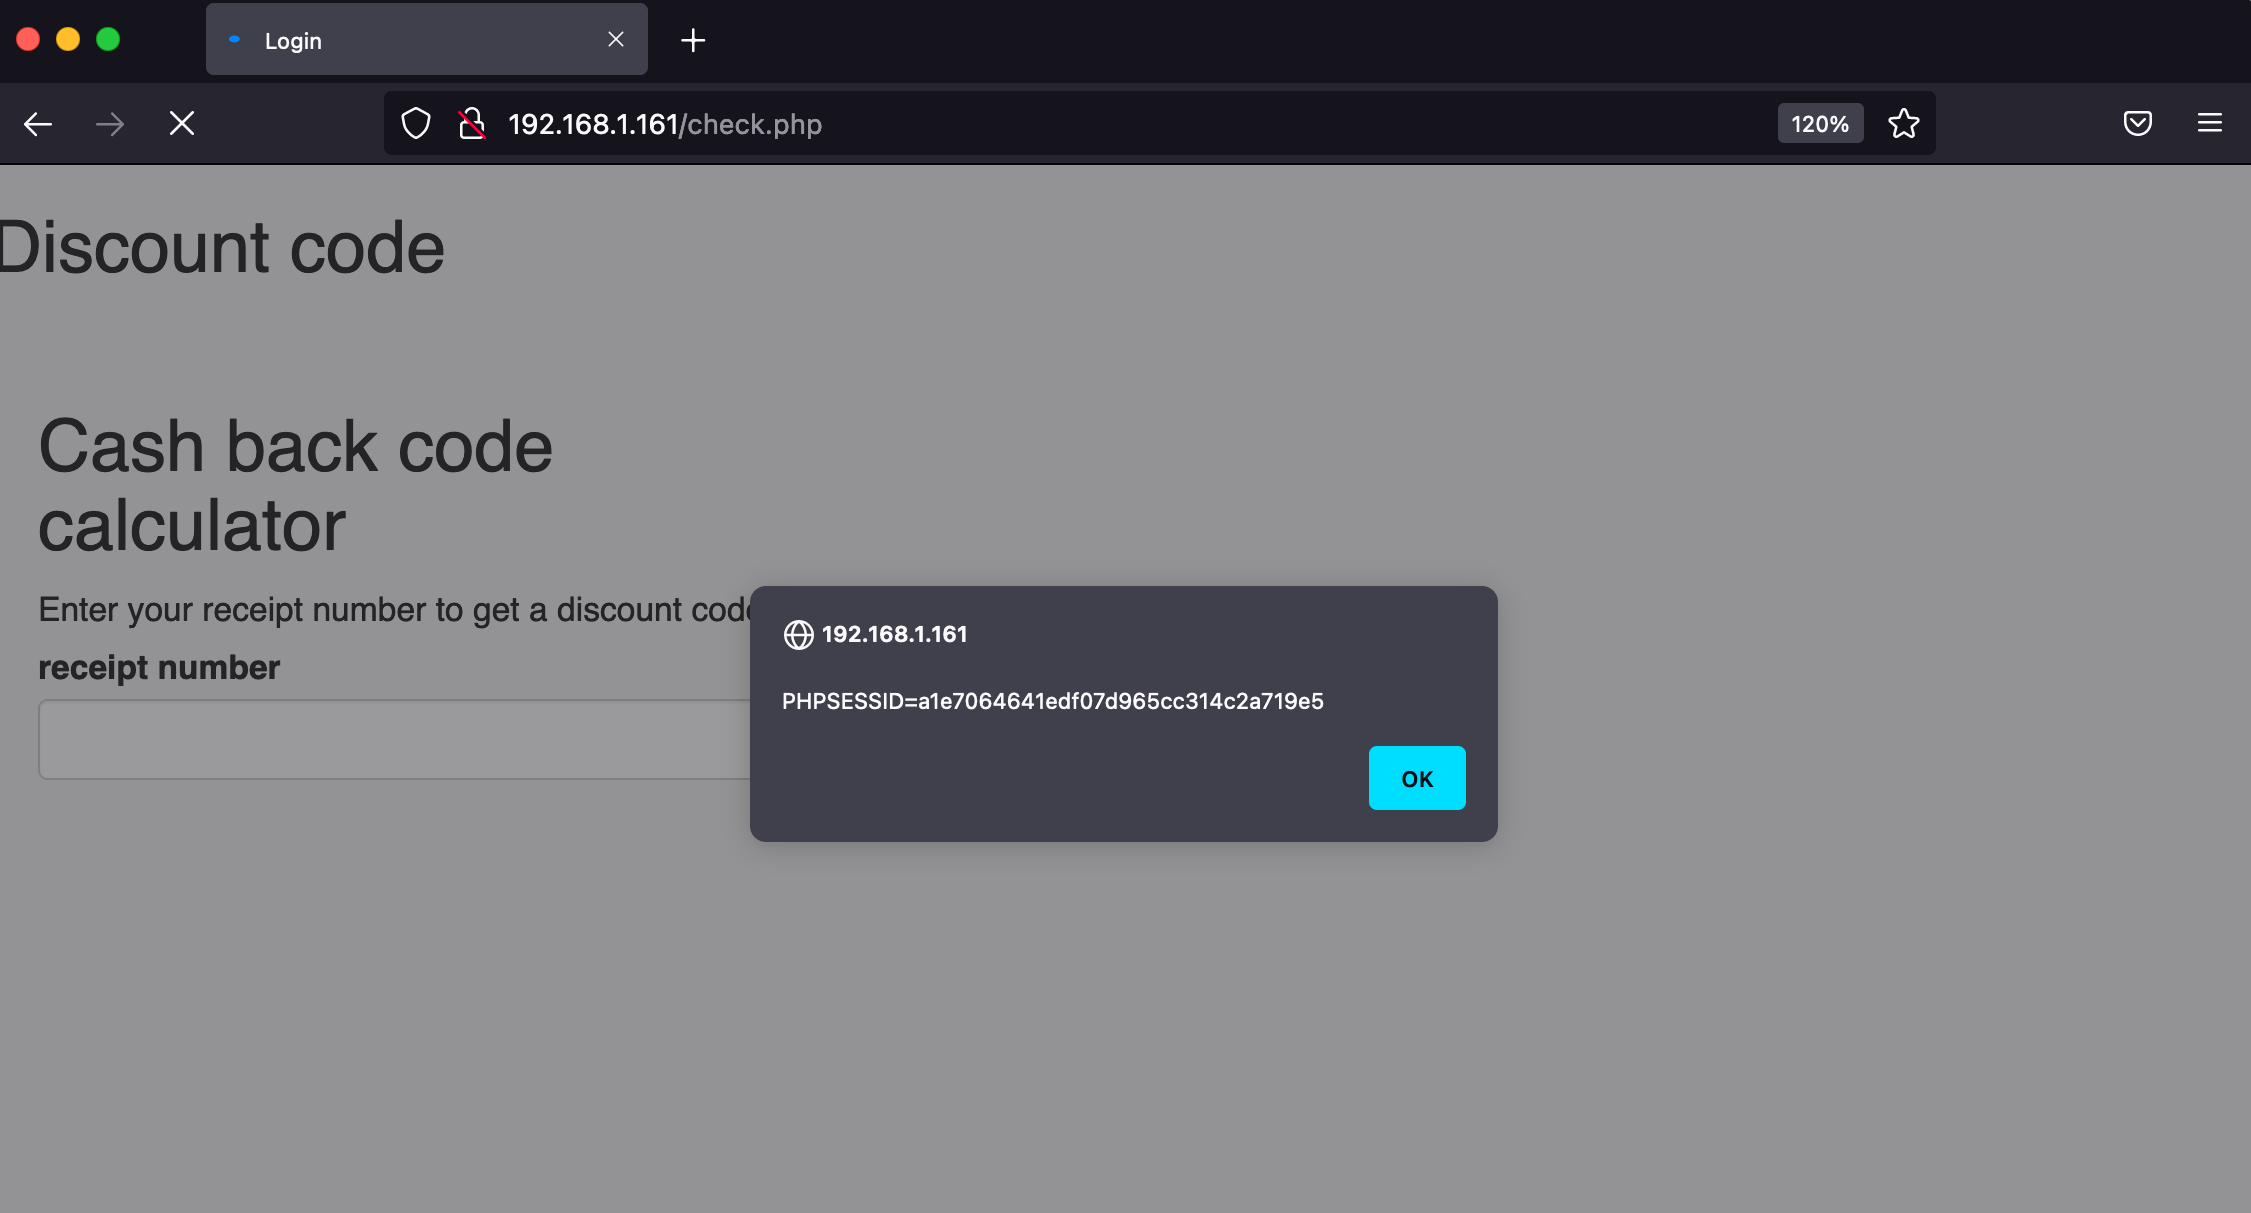 Login
192.168.1.161/check.php
120%
Discount code
Cash back code
calculator
Enter your receipt number to get a discount code
receipt number
192.168.1.161
PHPSESSID=a1e7064641edf07d965cc314c2a719e5
OK